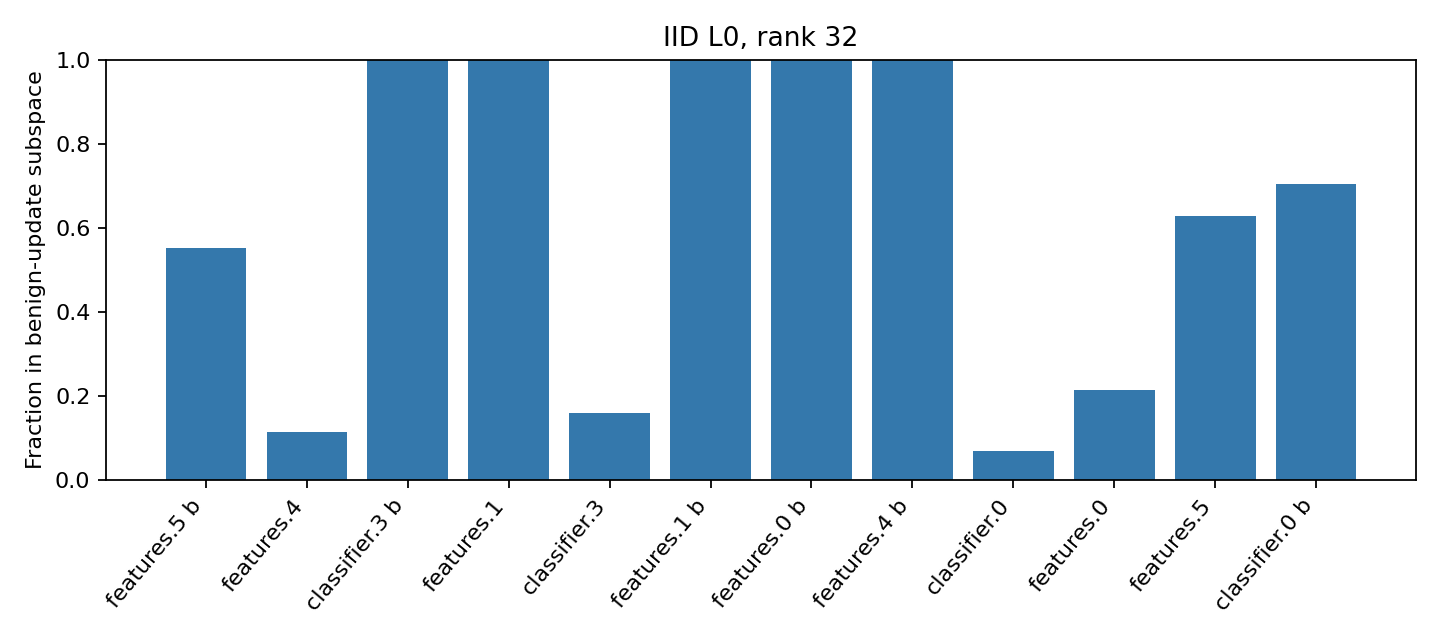 IID L0, rank 32
Fraction in benign-update subspace
1.0
0.8
0.6
0.4
0.2
0.0
features.5 b
features.4
classifier.3 b
features.1
classifier.3
features.1 b
features.0 b
features.4 b
classifier.0
features.0
features.5
classifier.0 b